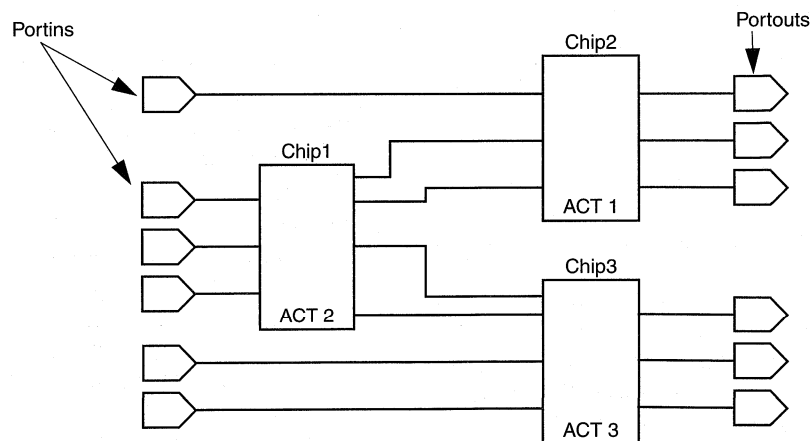 Portins
Portouts
Chip2
ACT 1
Chip1
ACT 2
Chip3
ACT 3